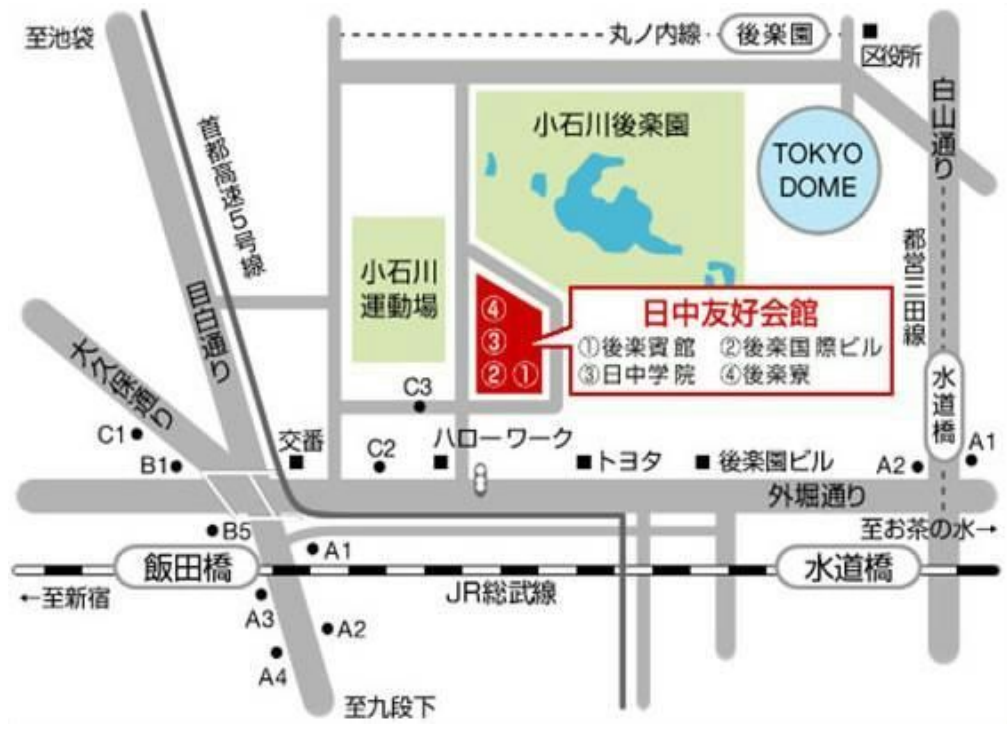 至池袋
丸ノ内線
後楽園
区役所
白山通り
首都高速5号線
小石川後楽園
TOKYO
DOME
都営三田線
小石川
運動場
目白通り
大久保通り
④
③
② ①
日中友好会館
①後楽賓館 ②後楽国際ビル
③日中学院 ④後楽寮
水道橋
C3
C1
B1
交番
C2
ハローワーク
トヨタ
後楽園ビル
A2
A1
外堀通り
至お茶の水→
B5
A1
飯田橋
水道橋
←至新宿
JR総武線
A3
A2
A4
至九段下